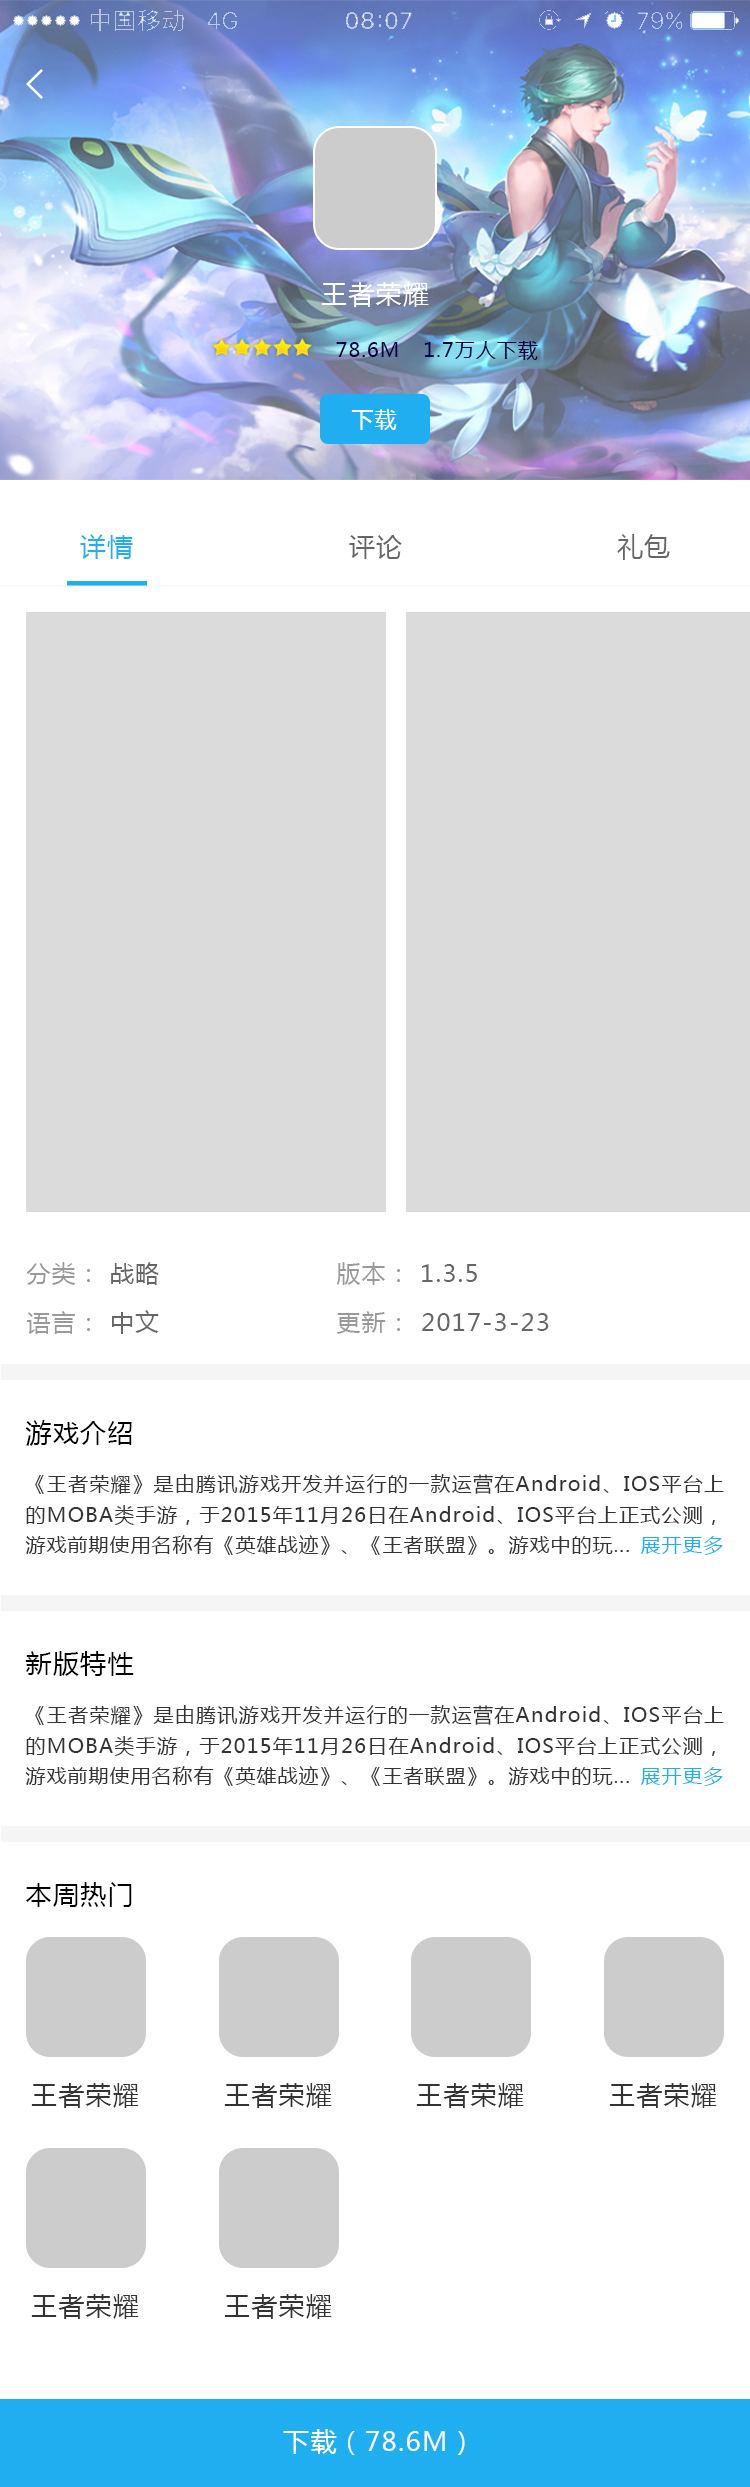 中国移动 4G 08:07 79%
王者荣耀
78.6M 1.7万人下载
下载
详情 评论 礼包
分类： 战略 版本： 1.3.5
语言： 中文 更新： 2017-3-23
游戏介绍
《王者荣耀》是由腾讯游戏开发并运行的一款运营在Android、IOS平台上
的MOBA类手游，于2015年11月26日在Android、IOS平台上正式公测，
游戏前期使用名称有《英雄战迹》、《王者联盟》。游戏中的玩... 展开更多
新版特性
《王者荣耀》是由腾讯游戏开发并运行的一款运营在Android、IOS平台上
的MOBA类手游，于2015年11月26日在Android、IOS平台上正式公测，
游戏前期使用名称有《英雄战迹》、《王者联盟》。游戏中的玩... 展开更多
本周热门
王者荣耀 王者荣耀 王者荣耀 王者荣耀
王者荣耀 王者荣耀
下载（78.6M）